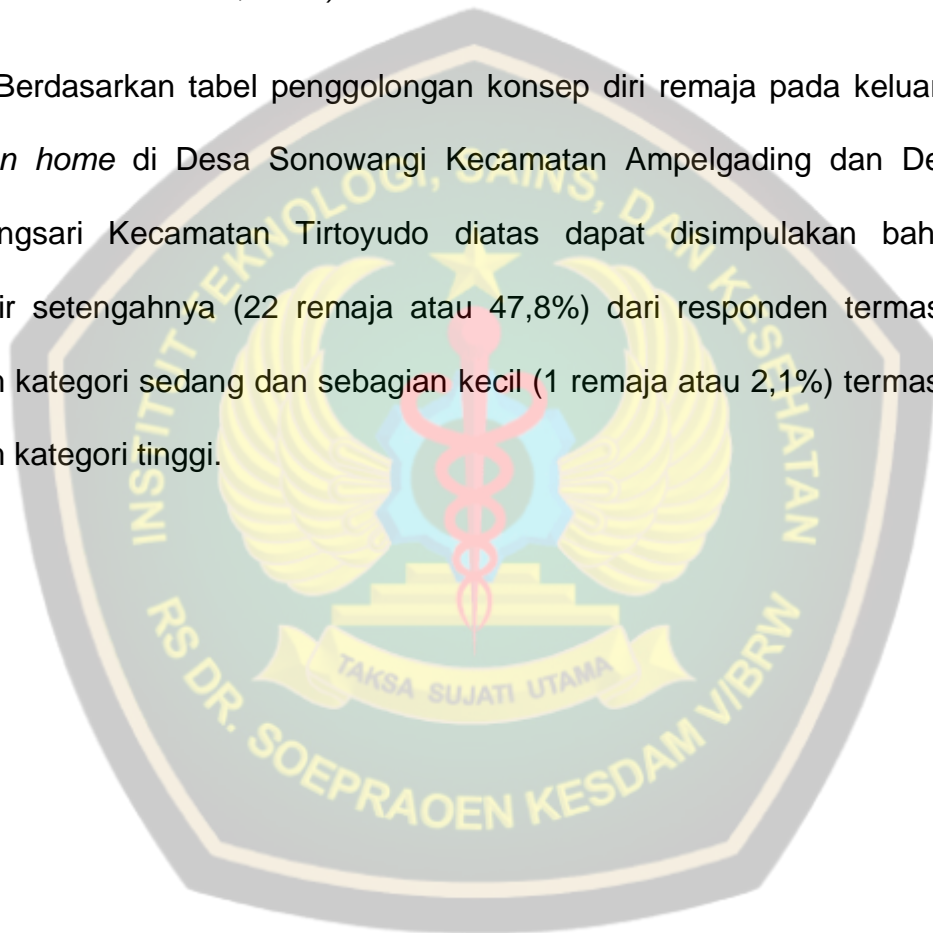 Berdasarkan tabel penggolongan konsep diri remaja pada keluar
n home di Desa Sonowangi Kecamatan Ampelgading dan De
ngsari Kecamatan Tirtoyudo diatas dapat disimpulakan bah
ir setengahnya (22 remaja atau 47,8%) dari responden termas
n kategori sedang dan sebagian kecil (1 remaja atau 2,1%) termas
n kategori tinggi.
INSTITUT TEKNOLOGI, SAINS, DAN KESEHATAN
TAKSA SUJATI UTAMA
RS DR. SOEPRAOEN KESDAM V/BRW